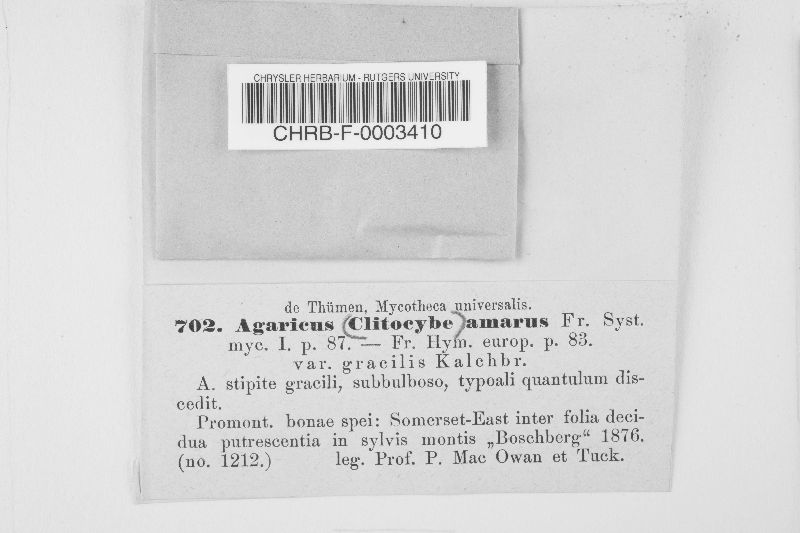 CHRYSLER HERBARIUM - RUTGERS UNIVERSITY
CHRB-F-0003410
de Thümen, Mycotheca universalis.
702. Agaricus (Clitocybe) amarus Fr. Syst.
myc. I. p. 87. — Fr. Hym. europ. p. 83.
var. gracilis Kalchbr.
A. stipite gracili, subbulboso, typoali quantulum dis-
cedit.
Promont. bonae spei: Somerset-East inter folia deci-
dua putrescentia in sylvis montis „Boschberg“ 1876.
(no. 1212.) leg. Prof. P. Mac Owan et Tuck.